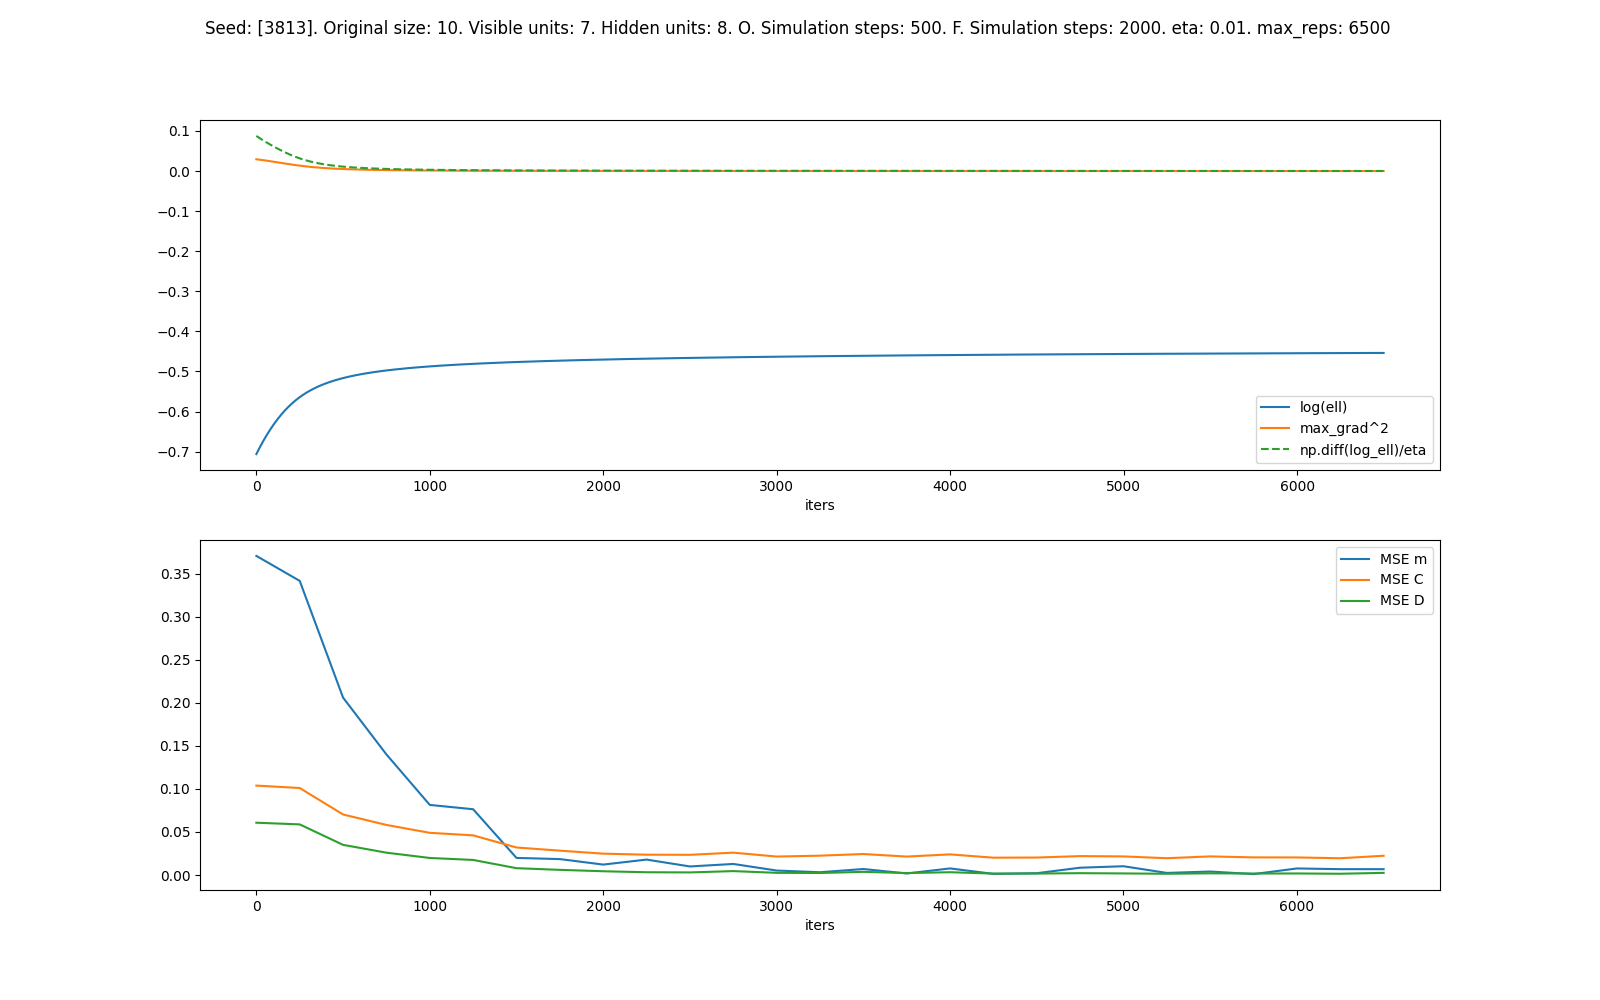 Seed: [3813]. Original size: 10. Visible units: 7. Hidden units: 8. O. Simulation steps: 500. F. Simulation steps: 2000. eta: 0.01. max_reps: 6500
0.1
0.0
−0.1
−0.2
−0.3
−0.4
−0.5
−0.6
−0.7
log(ell)
max_grad^2
np.diff(log_ell)/eta
0 1000 2000 3000 4000 5000 6000
iters
0.35
0.30
0.25
0.20
0.15
0.10
0.05
0.00
MSE m
MSE C
MSE D
0 1000 2000 3000 4000 5000 6000
iters